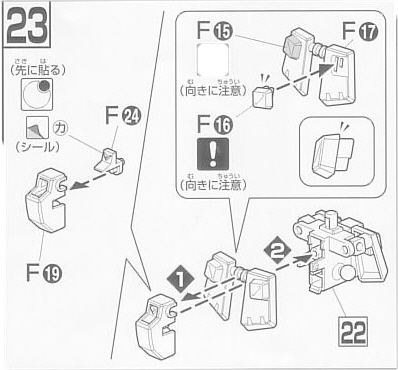 23
さき は
(先に貼る)
カ
(シール)
F24
F19
F15
む ちゅうい
(向きに注意)
F16
!
む ちゅうい
(向きに注意)
F17
1
2
22